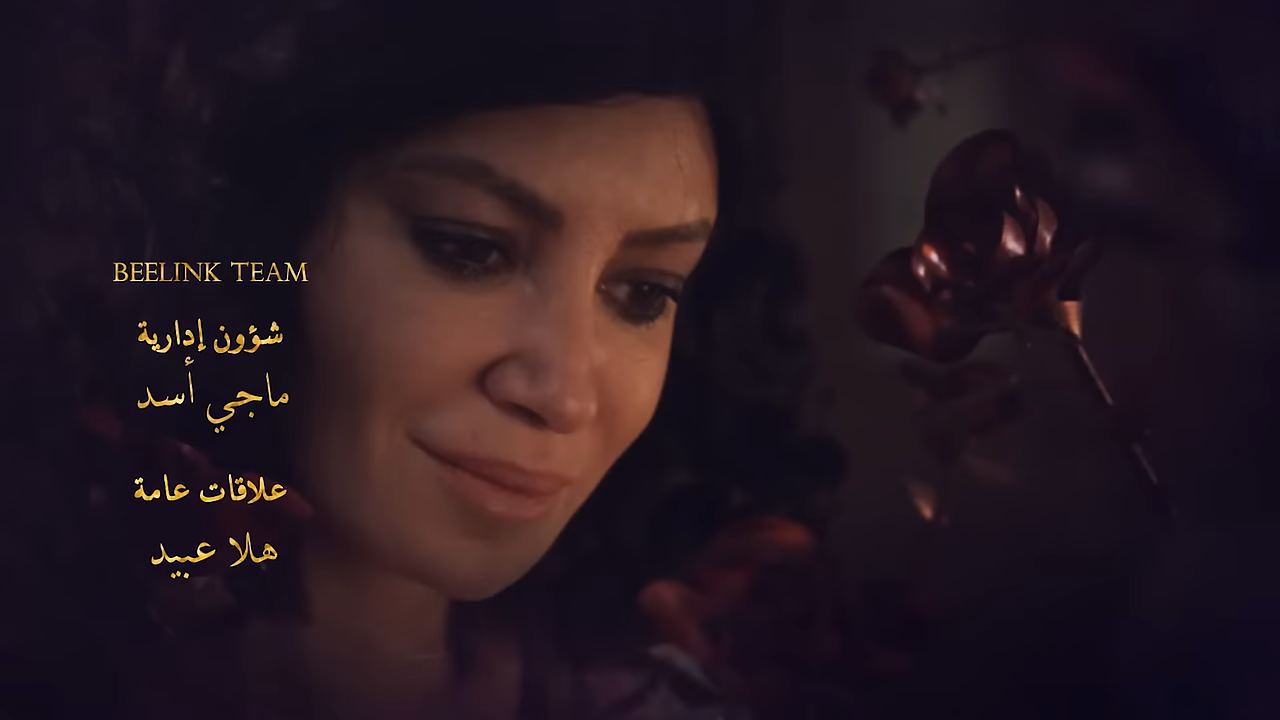 BEELINK TEAM
شؤون إدارية
ماجي أسد
علاقات عامة
هلا عبيد